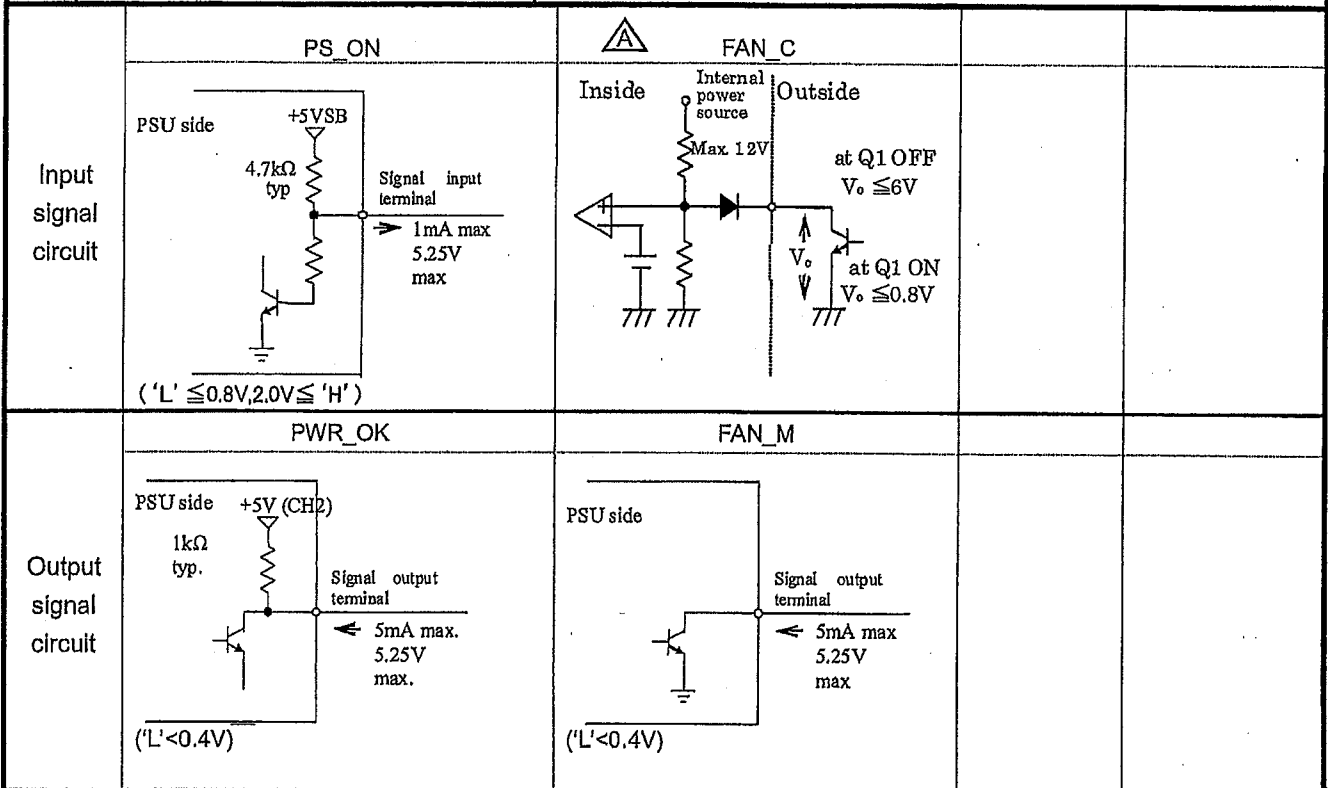 PS_ON
A
FAN_C
Input
signal
circuit
PSU side
+5VSB
4.7kΩ
typ
Signal input
terminal
1mA max
5.25V
max
('L' ≦0.8V,2.0V≦ 'H')
Inside
Internal
power
source
Outside
Max. 12V
at Q1 OFF
Vo ≦6V
Vo
at Q1 ON
Vo ≦0.8V
PWR_OK
FAN_M
Output
signal
circuit
PSU side
+5V (CH2)
1kΩ
typ.
Signal output
terminal
5mA max.
5.25V
max.
('L'<0.4V)
PSU side
Signal output
terminal
5mA max
5.25V
max
('L'<0.4V)